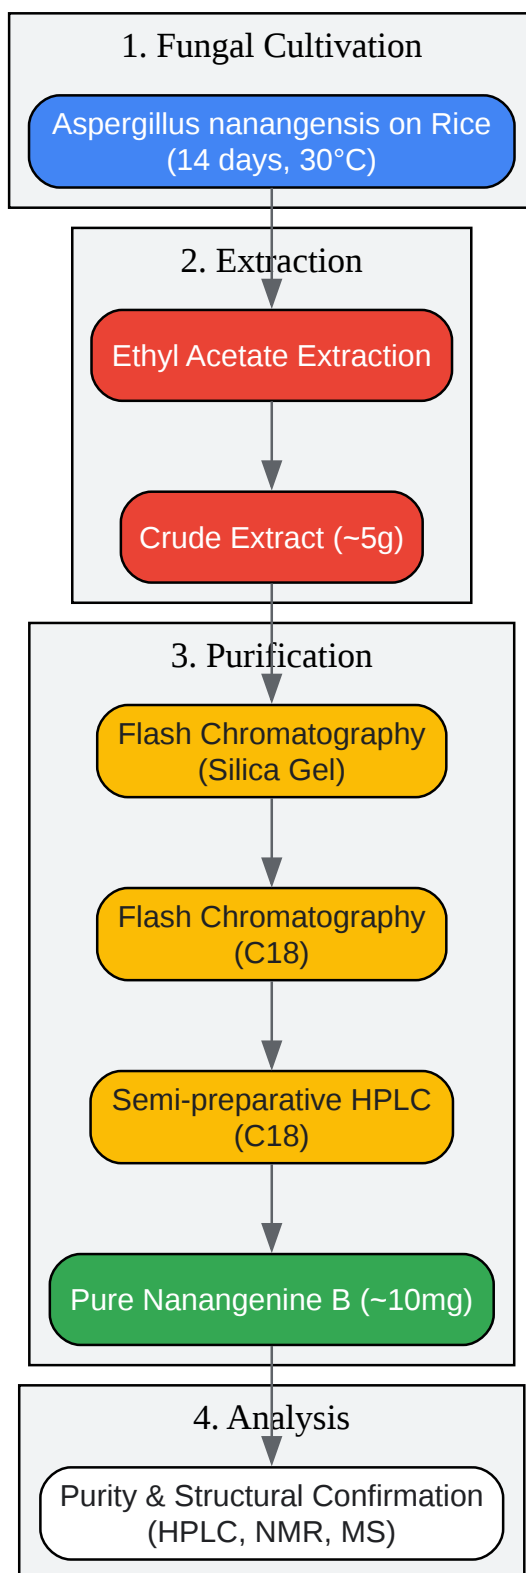 1. Fungal Cultivation
Aspergillus nanangensis on Rice
(14 days, 30°C)
2. Extraction
Ethyl Acetate Extraction
Crude Extract (~5g)
3. Purification
Flash Chromatography
(Silica Gel)
Flash Chromatography
(C18)
Semi-preparative HPLC
(C18)
Pure Nanangenine B (~10mg)
4. Analysis
Purity & Structural Confirmation
(HPLC, NMR, MS)